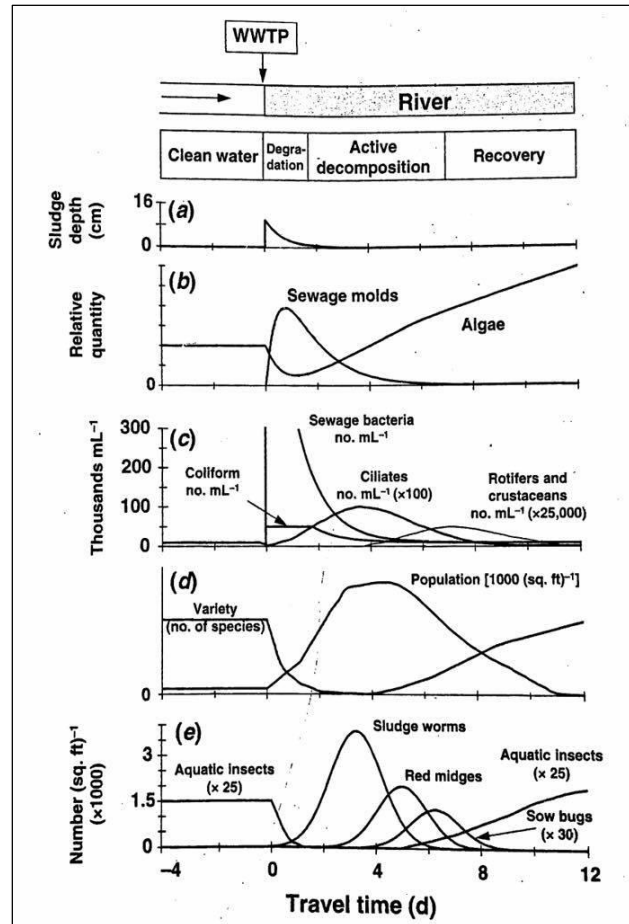 WWTP
River
Clean water
Degra-
dation
Active
decomposition
Recovery
(a)
Sludge
depth
(cm)
16
0
(b)
Relative
quantity
Sewage molds
Algae
0
(c)
Thousands mL⁻¹
300
200
100
0
Sewage bacteria
no. mL⁻¹
Coliform
no. mL⁻¹
Ciliates
no. mL⁻¹ (×100)
Rotifers and
crustaceans
no. mL⁻¹ (×25,000)
(d)
Variety
(no. of species)
Population [1000 (sq. ft)⁻¹]
0
(e)
Number (sq. ft)⁻¹
(×1000)
3
1.5
0
Aquatic insects
(× 25)
Sludge worms
Red midges
Aquatic insects
(× 25)
Sow bugs
(× 30)
−4
0
4
8
12
Travel time (d)